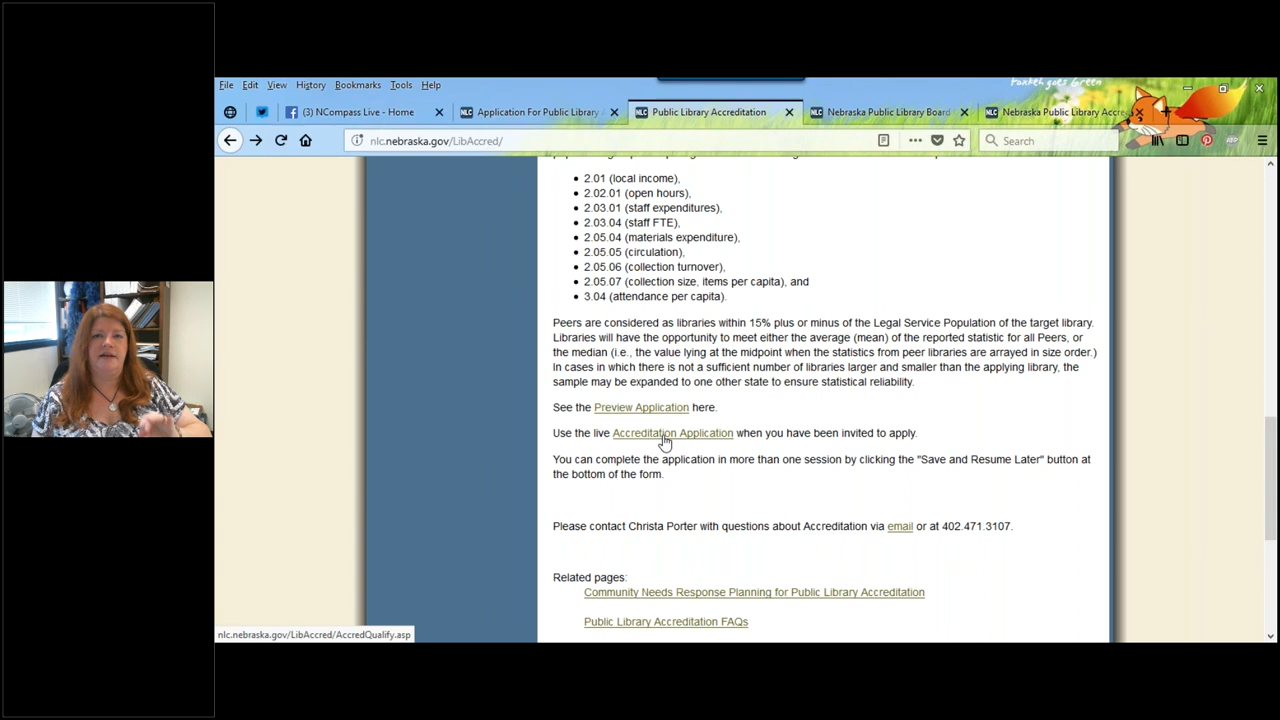 Foxkeh goes Green
File Edit View History Bookmarks Tools Help
(3) NCompass Live - Home
NLC Application For Public Library
NLC Public Library Accreditation
NLC Nebraska Public Library Board
NLC Nebraska Public Library Accre
nlc.nebraska.gov/LibAccred/
Search
2.01 (local income),
2.02.01 (open hours),
2.03.01 (staff expenditures),
2.03.04 (staff FTE),
2.05.04 (materials expenditure),
2.05.05 (circulation),
2.05.06 (collection turnover),
2.05.07 (collection size, items per capita), and
3.04 (attendance per capita).
Peers are considered as libraries within 15% plus or minus of the Legal Service Population of the target library.
Libraries will have the opportunity to meet either the average (mean) of the reported statistic for all Peers, or
the median (i.e., the value lying at the midpoint when the statistics from peer libraries are arrayed in size order.)
In cases in which there is not a sufficient number of libraries larger and smaller than the applying library, the
sample may be expanded to one other state to ensure statistical reliability.
See the Preview Application here.
Use the live Accreditation Application when you have been invited to apply.
You can complete the application in more than one session by clicking the "Save and Resume Later" button at
the bottom of the form.
Please contact Christa Porter with questions about Accreditation via email or at 402.471.3107.
Related pages:
Community Needs Response Planning for Public Library Accreditation
Public Library Accreditation FAQs
nlc.nebraska.gov/LibAccred/AccredQualify.asp